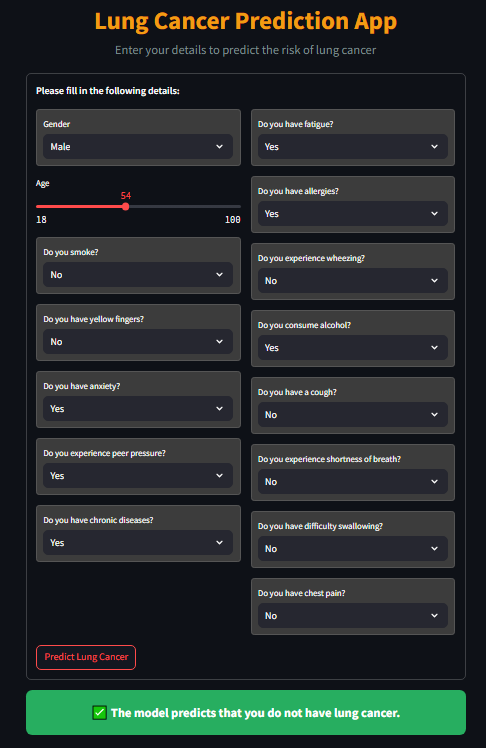 Lung Cancer Prediction App
Enter your details to predict the risk of lung cancer
Please fill in the following details:
Gender
Male
Age
54
18 100
Do you smoke?
No
Do you have yellow fingers?
No
Do you have anxiety?
Yes
Do you experience peer pressure?
Yes
Do you have chronic diseases?
Yes
Do you have fatigue?
Yes
Do you have allergies?
Yes
Do you experience wheezing?
No
Do you consume alcohol?
Yes
Do you have a cough?
No
Do you experience shortness of breath?
No
Do you have difficulty swallowing?
No
Do you have chest pain?
No
Predict Lung Cancer
✅ The model predicts that you do not have lung cancer.